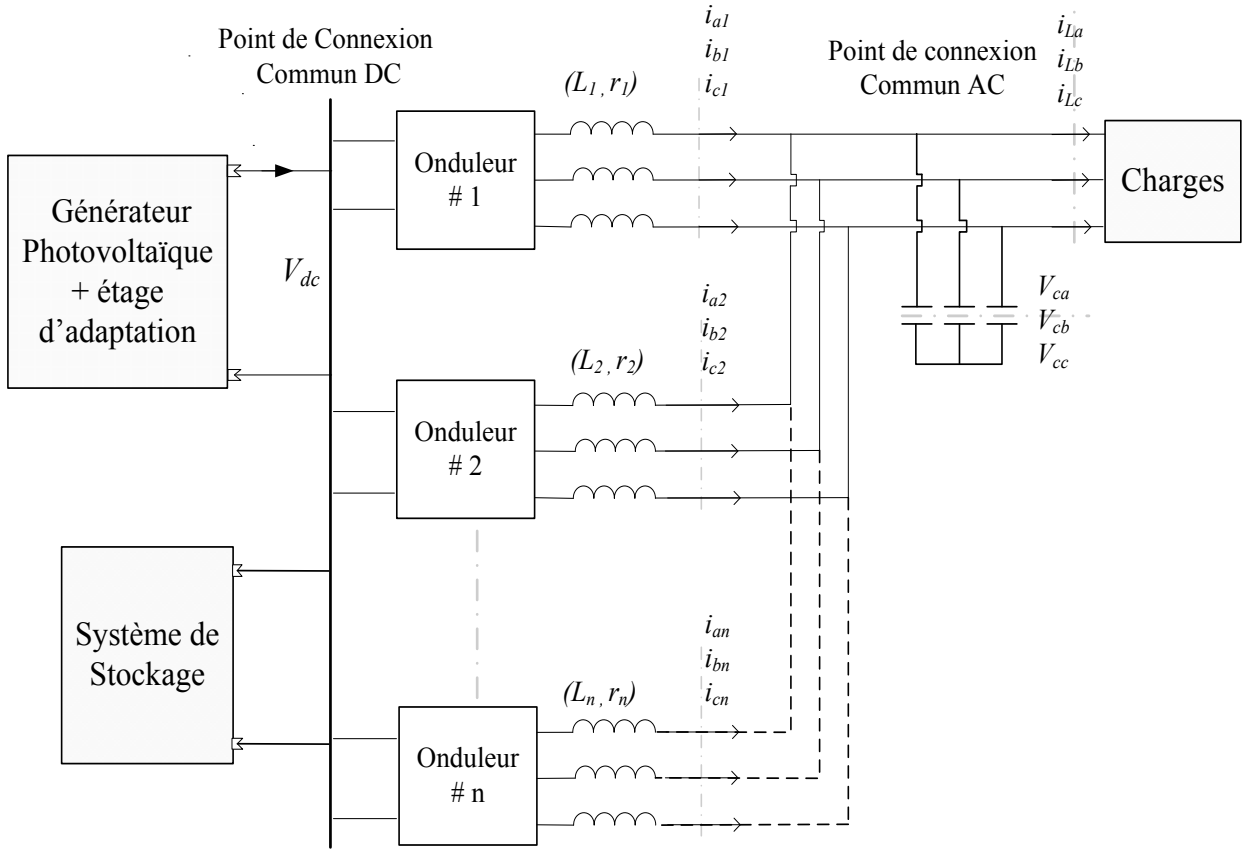 Point de Connexion
Commun DC
Générateur
Photovoltaïque
+ étage
d'adaptation
V_dc
Système de
Stockage
Onduleur
# 1
(L_1, r_1)
i_a1
i_b1
i_c1
Point de connexion
Commun AC
i_La
i_Lb
i_Lc
Charges
V_ca
V_cb
V_cc
Onduleur
# 2
(L_2, r_2)
i_a2
i_b2
i_c2
Onduleur
# n
(L_n, r_n)
i_an
i_bn
i_cn